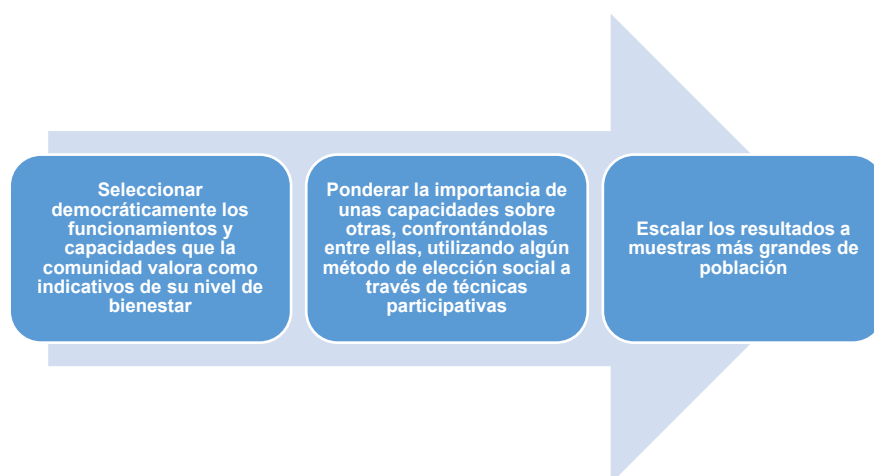 Seleccionar
democráticamente los
funcionamientos y
capacidades que la
comunidad valora como
indicativos de su nivel de
bienestar
Ponderar la importancia de
unas capacidades sobre
otras, confrontándolas
entre ellas, utilizando algún
método de elección social a
través de técnicas
participativas
Escalar los resultados a
muestras más grandes de
población